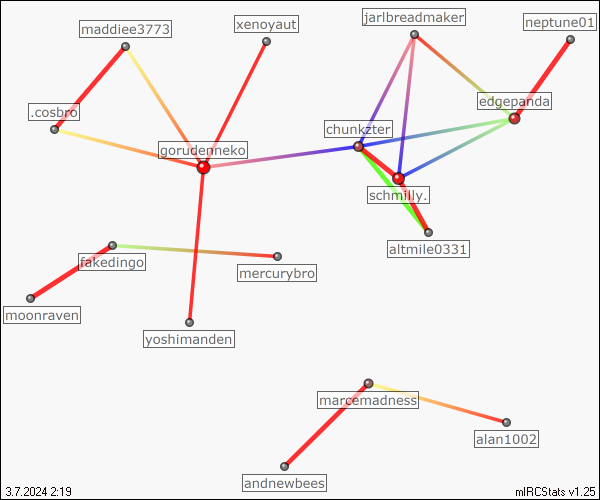 xenoyaut
jarlbreadmaker
neptune01
maddiee3773
edgepanda
.cosbro
chunkzter
gorudenneko
schmilly.
altmile0331
fakedingo
mercurybro
moonraven
yoshimanden
marcemadness
alan1002
andnewbees
3.7.2024 2:19
mIRCStats v1.25